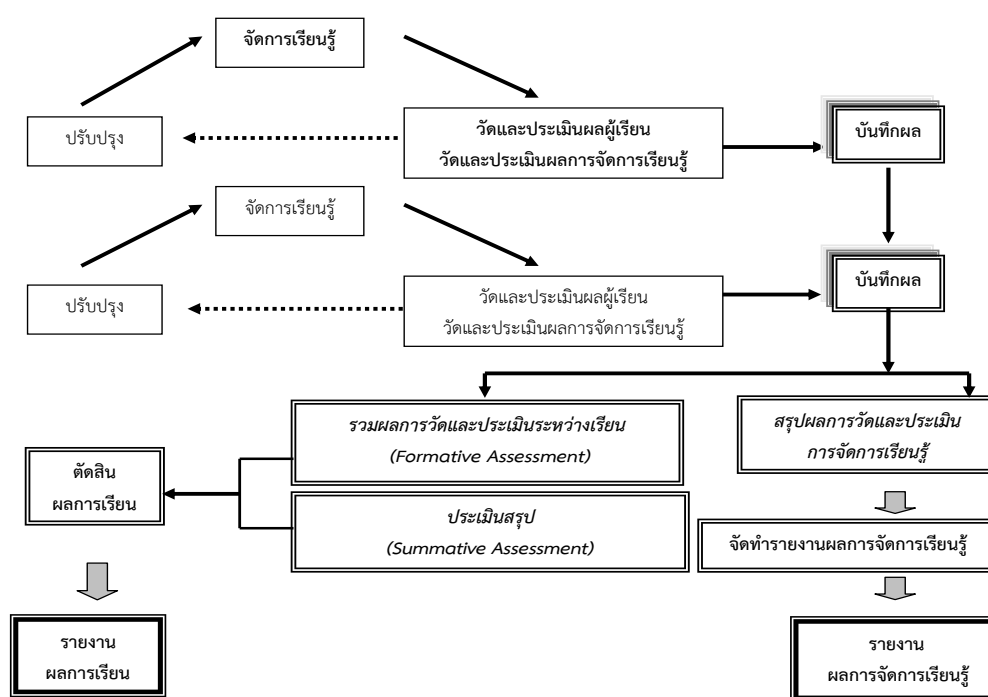 จัดการเรียนรู้
ปรับปรุง
วัดและประเมินผลผู้เรียน
วัดและประเมินผลการจัดการเรียนรู้
บันทึกผล
จัดการเรียนรู้
ปรับปรุง
วัดและประเมินผลผู้เรียน
วัดและประเมินผลการจัดการเรียนรู้
บันทึกผล
รวมผลการวัดและประเมินระหว่างเรียน
(Formative Assessment)
สรุปผลการวัดและประเมิน
การจัดการเรียนรู้
ตัดสิน
ผลการเรียน
ประเมินสรุป
(Summative Assessment)
จัดทำรายงานผลการจัดการเรียนรู้
รายงาน
ผลการเรียน
รายงาน
ผลการจัดการเรียนรู้